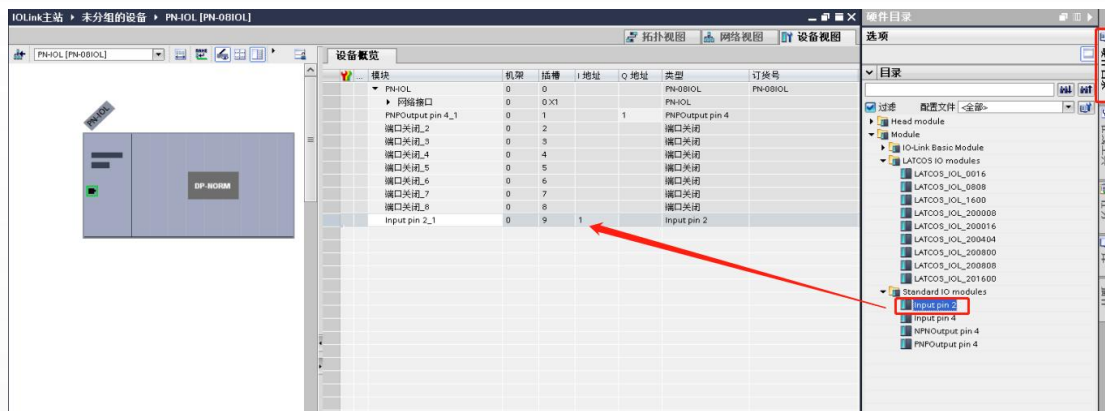 IOLink主站 ▸ 未分组的设备 ▸ PN-IOL [PN-08IOL]
硬件目录
拓扑视图 网络视图 设备视图
选项
PN-IOL [PN-08IOL]
设备概览
目录
过滤 配置文件 <全部>
模块 机架 插槽 I 地址 Q 地址 类型 订货号
PN-IOL 0 0 PN-08IOL PN-08IOL
网络接口 0 0 X1 PN-IOL
PNPOutput pin 4_1 0 1 1 PNPOutput pin 4
端口关闭_2 0 2 端口关闭
端口关闭_3 0 3 端口关闭
端口关闭_4 0 4 端口关闭
端口关闭_5 0 5 端口关闭
端口关闭_6 0 6 端口关闭
端口关闭_7 0 7 端口关闭
端口关闭_8 0 8 端口关闭
Input pin 2_1 0 9 1 Input pin 2
PN-IOL
DP-NORM
Head module
Module
IO-Link Basic Module
LATCOS IO modules
LATCOS_IOL_0016
LATCOS_IOL_0808
LATCOS_IOL_1600
LATCOS_IOL_200008
LATCOS_IOL_200016
LATCOS_IOL_200404
LATCOS_IOL_200800
LATCOS_IOL_200808
LATCOS_IOL_201600
Standard IO modules
Input pin 2
Input pin 4
NPNOutput pin 4
PNPOutput pin 4